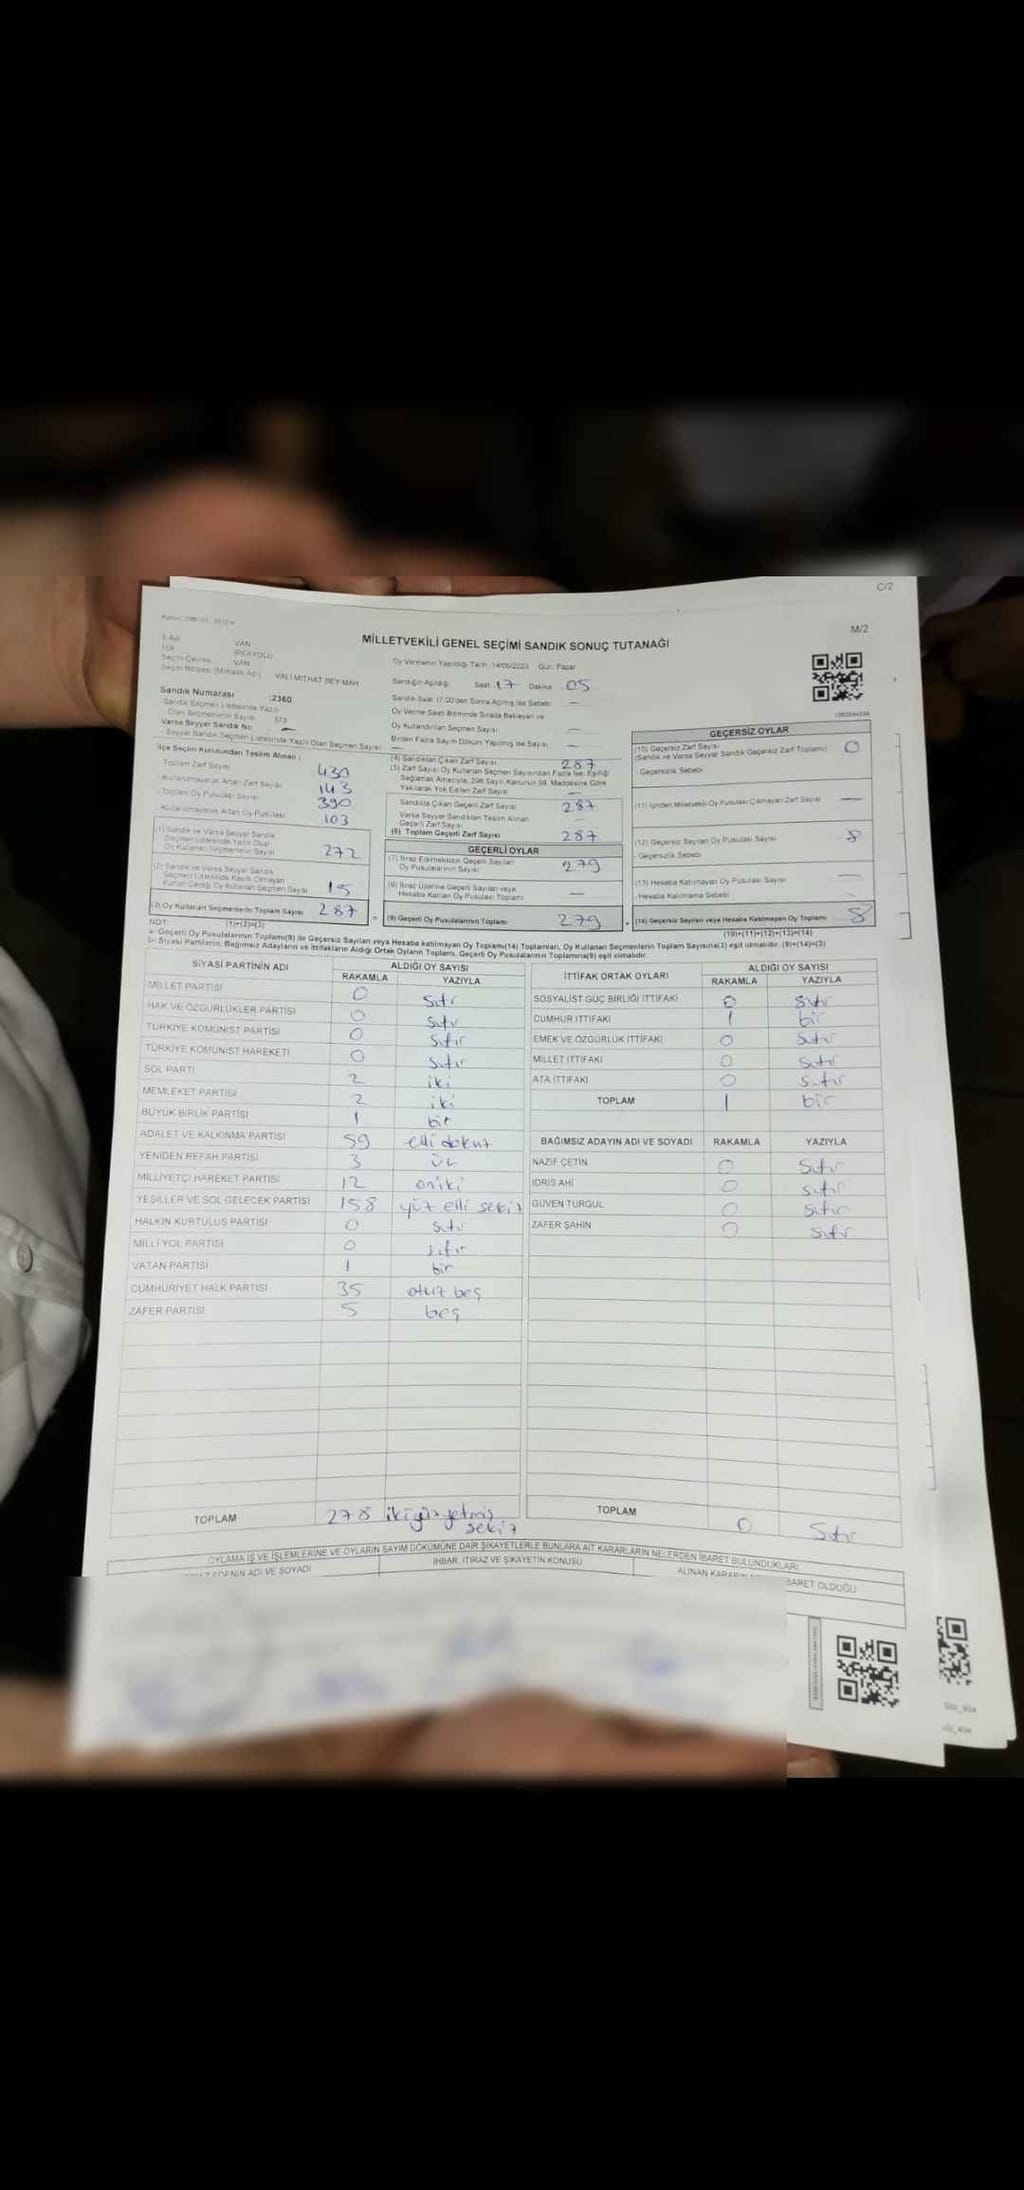 C/2
M/2
MİLLETVEKİLİ GENEL SEÇİMİ SANDIK SONUÇ TUTANAĞI
İl Adı VAN
İlçe İPEKYOLU
Seçim Çevresi VAN
VALİ MİTHAT BEY MAH.
Oy Vermenin Yapıldığı Tarih: 14/05/2023 Gün: Pazar
Sandığın Açıldığı Saat 17 Dakika 05
Sandık Numarası :2360
Sandık Seçmen Listesinde Yazılı
Olan Seçmenlerin Sayısı 373
Varsa Seyyar Sandık No —
Seyyar Sandık Seçmen Listesinde Yazılı Olan Seçmen Sayısı —
Sandık Saat 17.00'den Sonra Açılmış İse Sebebi —
Oy Verme Saati Bitiminde Sırada Bekleyen ve
Oy Kullandırılan Seçmen Sayısı —
Birden Fazla Sayım Döküm Yapılmış İse Sayısı —
İlçe Seçim Kurulundan Teslim Alınan :
Toplam Zarf Sayısı 430
Kullanılmayarak Artan Zarf Sayısı 143
Toplam Oy Pusulası Sayısı 390
Kullanılmayarak Artan Oy Pusulası 103
(1) Sandık ve Varsa Seyyar Sandık
Seçmen Listesinde Yazılı Olup
Oy Kullanan Seçmenlerin Sayısı 272
(2) Sandık ve Varsa Seyyar Sandık
Seçmen Listesinde Kayıtlı Olmayan
Kanun Gereği Oy Kullanan Seçmen Sayısı 15
(3) Oy Kullanan Seçmenlerin Toplam Sayısı 287
(1)+(2)=(3)
(4) Sandıktan Çıkan Zarf Sayısı 287
(5) Zarf Sayısı Oy Kullanan Seçmen Sayısından Fazla İse; Eşitliği
Sağlamak Amacıyla, 298 Sayılı Kanunun 98. Maddesine Göre
Yakılarak Yok Edilen Zarf Sayısı —
Sandıkta Çıkan Geçerli Zarf Sayısı 287
Varsa Seyyar Sandıktan Teslim Alınan
Geçerli Zarf Sayısı —
(6) Toplam Geçerli Zarf Sayısı 287
GEÇERLİ OYLAR
(7) İtiraz Edilmeksizin Geçerli Sayılan
Oy Pusulalarının Sayısı 279
(8) İtiraz Üzerine Geçerli Sayılan veya
Hesaba Katılan Oy Pusulası Toplamı —
= (9) Geçerli Oy Pusulalarının Toplamı 279
GEÇERSİZ OYLAR
(10) Geçersiz Zarf Sayısı
(Sandık ve Varsa Seyyar Sandık Geçersiz Zarf Toplamı) 0
- Geçersizlik Sebebi
(11) İçinden Milletvekili Oy Pusulası Çıkmayan Zarf Sayısı —
(12) Geçersiz Sayılan Oy Pusulası Sayısı 8
- Geçersizlik Sebebi
(13) Hesaba Katılmayan Oy Pusulası Sayısı —
- Hesaba Katılmama Sebebi —
+ (14) Geçersiz Sayılan veya Hesaba Katılmayan Oy Toplamı 8
(10)+(11)+(12)+(13)=(14)
NOT:
a- Geçerli Oy Pusulalarının Toplamı(9) ile Geçersiz Sayılan veya Hesaba katılmayan Oy Toplamı(14) Toplamları, Oy Kullanan Seçmenlerin Toplam Sayısına(3) eşit olmalıdır. (9)+(14)=(3)
b- Siyasi Partilerin, Bağımsız Adayların ve İttifakların Aldığı Ortak Oyların Toplamı, Geçerli Oy Pusulalarının Toplamına(9) eşit olmalıdır.
SİYASİ PARTİNİN ADI ALDIĞI OY SAYISI
RAKAMLA YAZIYLA
MİLLET PARTİSİ 0 sıfır
HAK VE ÖZGÜRLÜKLER PARTİSİ 0 sıfır
TÜRKİYE KOMÜNİST PARTİSİ 0 sıfır
TÜRKİYE KOMÜNİST HAREKETİ 0 sıfır
SOL PARTİ 2 iki
MEMLEKET PARTİSİ 2 iki
BÜYÜK BİRLİK PARTİSİ 1 bir
ADALET VE KALKINMA PARTİSİ 59 elli dokuz
YENİDEN REFAH PARTİSİ 3 üç
MİLLİYETÇİ HAREKET PARTİSİ 12 oniki
YEŞİLLER VE SOL GELECEK PARTİSİ 158 yüz elli sekiz
HALKIN KURTULUŞ PARTİSİ 0 sıfır
MİLLİ YOL PARTİSİ 0 sıfır
VATAN PARTİSİ 1 bir
CUMHURİYET HALK PARTİSİ 35 otuz beş
ZAFER PARTİSİ 5 beş
TOPLAM 278 ikiyüz yetmiş
sekiz
İTTİFAK ORTAK OYLARI ALDIĞI OY SAYISI
RAKAMLA YAZIYLA
SOSYALİST GÜÇ BİRLİĞİ İTTİFAKI 0 sıfır
CUMHUR İTTİFAKI 1 bir
EMEK VE ÖZGÜRLÜK İTTİFAKI 0 sıfır
MİLLET İTTİFAKI 0 sıfır
ATA İTTİFAKI 0 sıfır
TOPLAM 1 bir
BAĞIMSIZ ADAYIN ADI VE SOYADI RAKAMLA YAZIYLA
NAZİF ÇETİN 0 sıfır
İDRİS AHİ 0 sıfır
GÜVEN TURGUL 0 sıfır
ZAFER ŞAHİN 0 sıfır
TOPLAM 0 Sıfır
OYLAMA İŞ VE İŞLEMLERİNE VE OYLARIN SAYIM DÖKÜMÜNE DAİR ŞİKAYETLERLE BUNLARA AİT KARARLARIN NELERDEN İBARET BULUNDUKLARI
EDENİN ADI VE SOYADI İHBAR, İTİRAZ VE ŞİKAYETİN KONUSU ALINAN KARAR BARET OLDUĞU